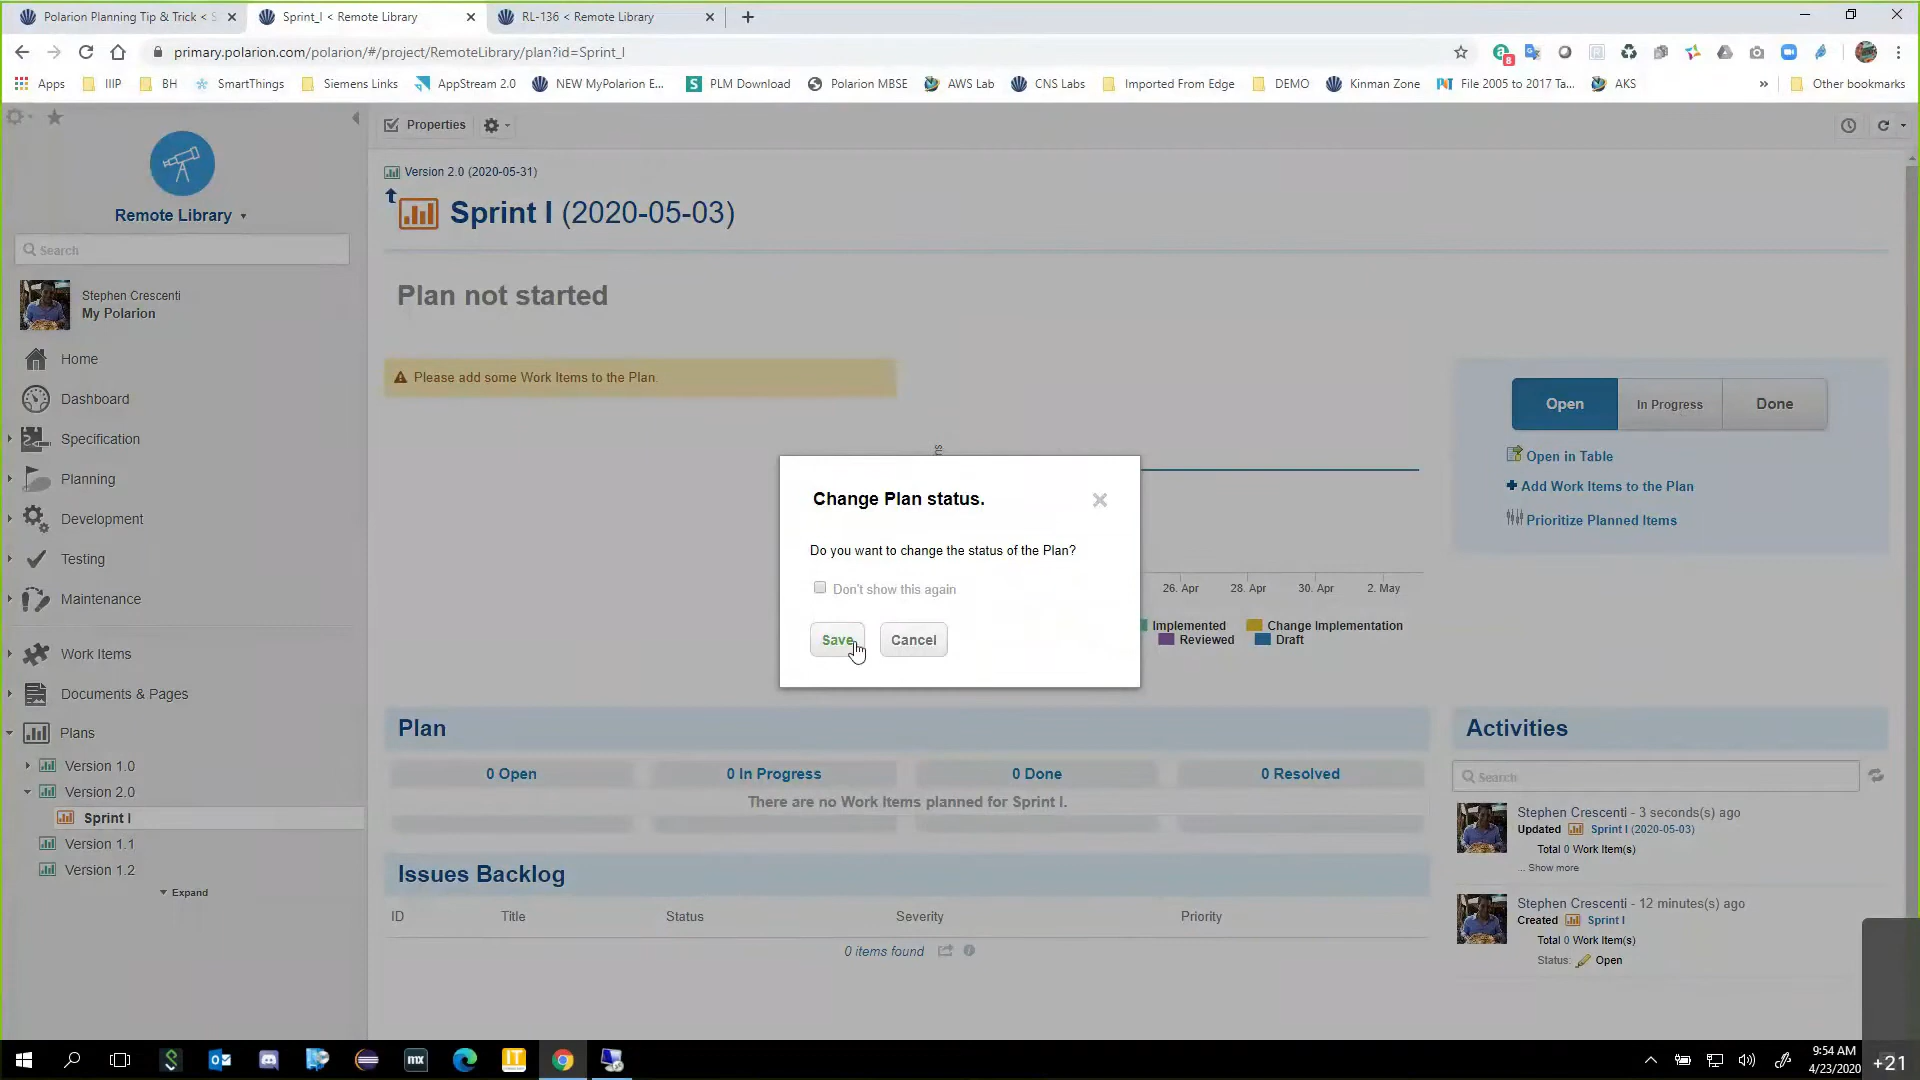 Polarion Planning Tip & Trick <
Sprint_I < Remote Library
RL-136 < Remote Library
primary.polarion.com/polarion/#/project/RemoteLibrary/plan?id=Sprint_I
8
Apps
IIIP
BH
SmartThings
Siemens Links
AppStream 2.0
NEW MyPolarion E...
S
PLM Download
Polarion MBSE
AWS Lab
CNS Labs
Imported From Edge
DEMO
Kinman Zone
File 2005 to 2017 Ta...
AKS
»
Other bookmarks
Remote Library
Search
Stephen Crescenti
My Polarion
Home
Dashboard
Specification
Planning
Development
Testing
Maintenance
Work Items
Documents & Pages
Plans
Version 1.0
Version 2.0
Sprint I
Version 1.1
Version 1.2
Expand
Properties
Version 2.0 (2020-05-31)
Sprint I (2020-05-03)
Plan not started
Please add some Work Items to the Plan.
Open
In Progress
Done
Open in Table
Add Work Items to the Plan
Prioritize Planned Items
Change Plan status.
Do you want to change the status of the Plan?
Don't show this again
Save
Cancel
26. Apr
28. Apr
30. Apr
2. May
Implemented
Change Implementation
Reviewed
Draft
Plan
0 Open
0 In Progress
0 Done
0 Resolved
There are no Work Items planned for Sprint I.
Issues Backlog
ID
Title
Status
Severity
Priority
0 items found
Activities
Search
Stephen Crescenti - 3 seconds(s) ago
Updated Sprint I (2020-05-03)
Total 0 Work Item(s)
... Show more
Stephen Crescenti - 12 minutes(s) ago
Created Sprint I
Total 0 Work Item(s)
Status: Open
mx
IT
9:54 AM
4/23/2020
+21